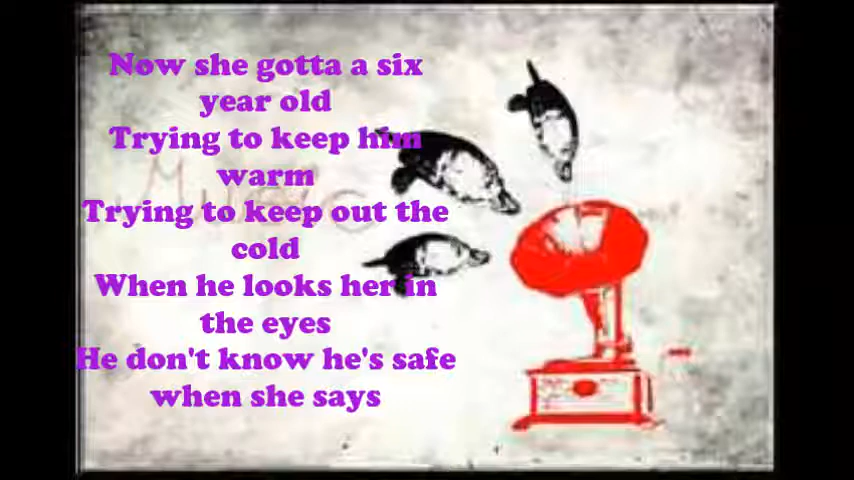 Now she gotta a six
year old
Trying to keep him
warm
Trying to keep out the
cold
When he looks her in
the eyes
He don't know he's safe
when she says